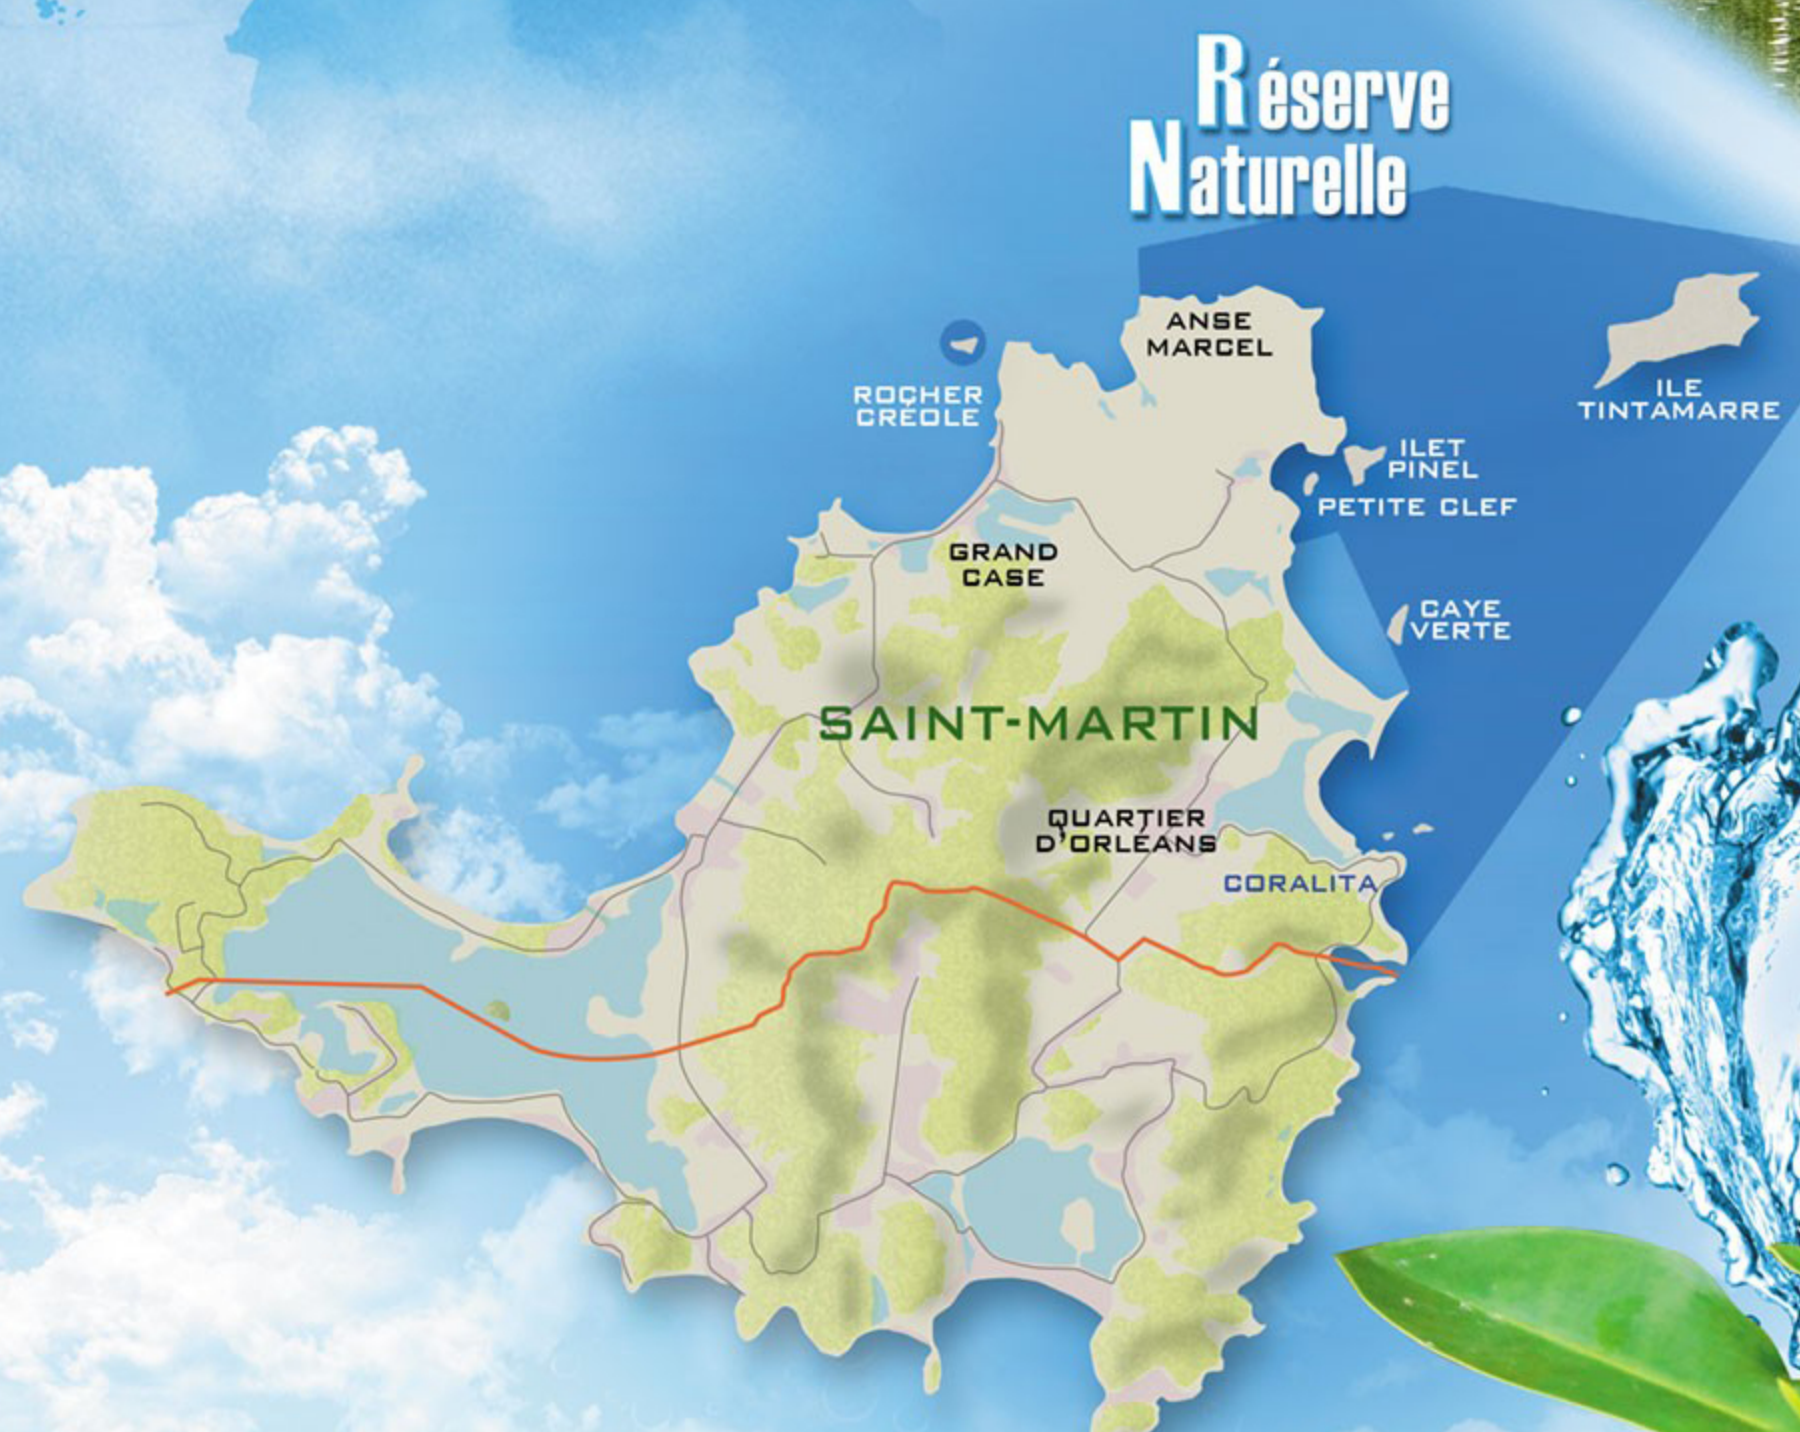 Réserve
Naturelle
ANSE
MARCEL
ROCHER
CRÉOLE
ILE
TINTAMARRE
ILET
PINEL
PETITE CLEF
GRAND
CASE
CAYE
VERTE
SAINT-MARTIN
QUARTIER
D'ORLÉANS
CORALITA